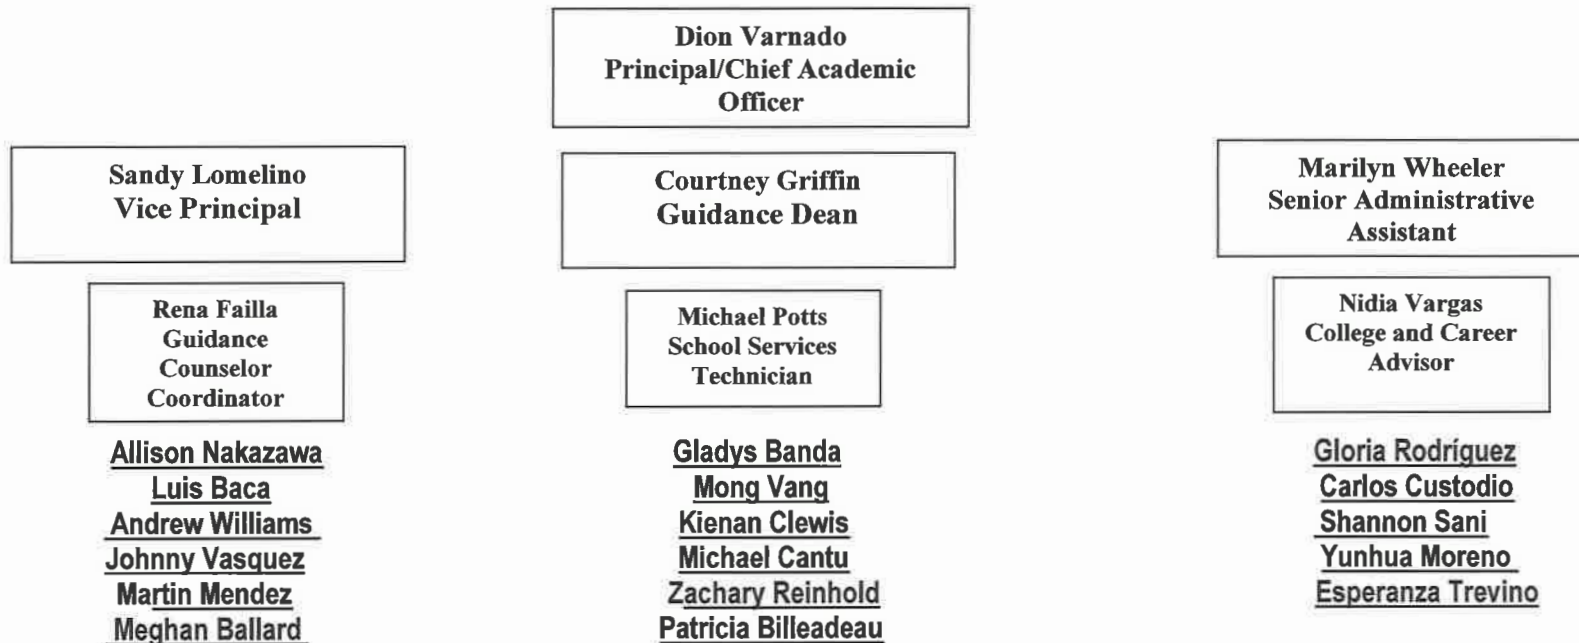 Dion Varnado
Principal/Chief Academic
Officer
Sandy Lomelino
Vice Principal
Courtney Griffin
Guidance Dean
Marilyn Wheeler
Senior Administrative
Assistant
Rena Failla
Guidance
Counselor
Coordinator
Michael Potts
School Services
Technician
Nidia Vargas
College and Career
Advisor
Allison Nakazawa
Luis Baca
Andrew Williams
Johnny Vasquez
Martin Mendez
Meghan Ballard
Gladys Banda
Mong Vang
Kienan Clewis
Michael Cantu
Zachary Reinhold
Patricia Billeadeau
Gloria Rodríguez
Carlos Custodio
Shannon Sani
Yunhua Moreno
Esperanza Trevino